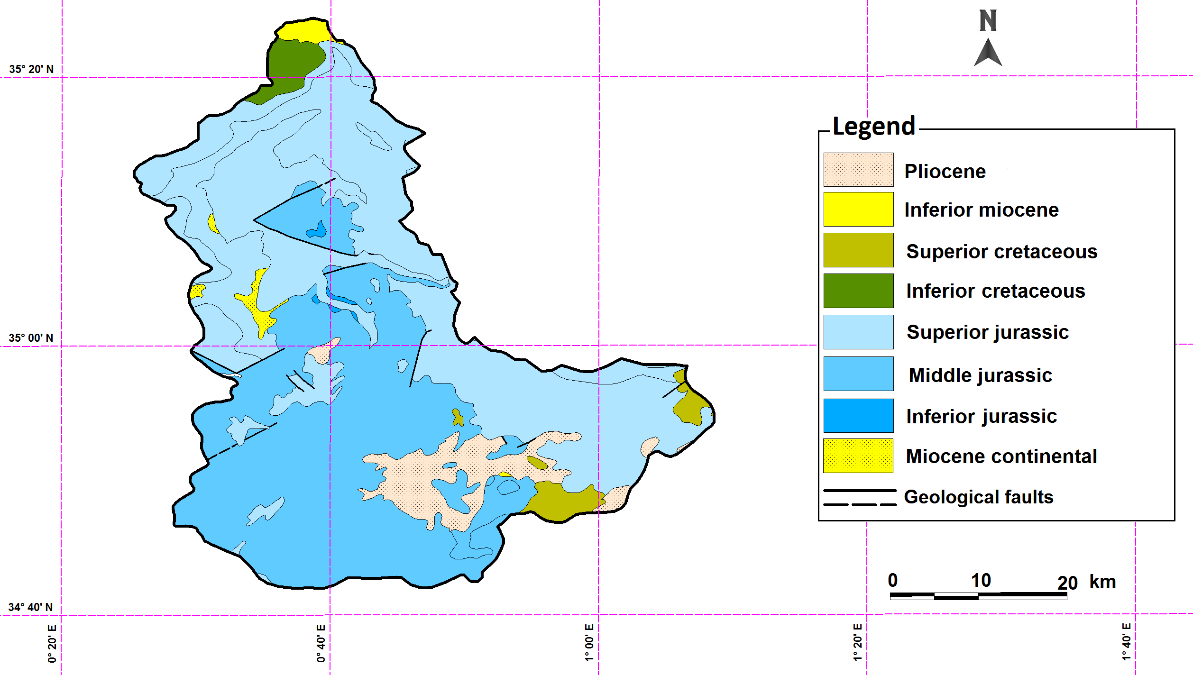 N
35° 20' N
Legend
Pliocene
Inferior miocene
Superior cretaceous
Inferior cretaceous
Superior jurassic
35° 00' N
Middle jurassic
Inferior jurassic
Miocene continental
Geological faults
0 10 20 km
34° 40' N
0° 20' E
0° 40' E
1° 00' E
1° 20' E
1° 40' E